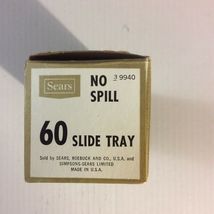 Sears
NO SPILL
3 9940
60 SLIDE TRAY
Sold by SEARS, ROEBUCK AND CO., U.S.A. and
SIMPSONS-SEARS LIMITED
MADE IN U.S.A.